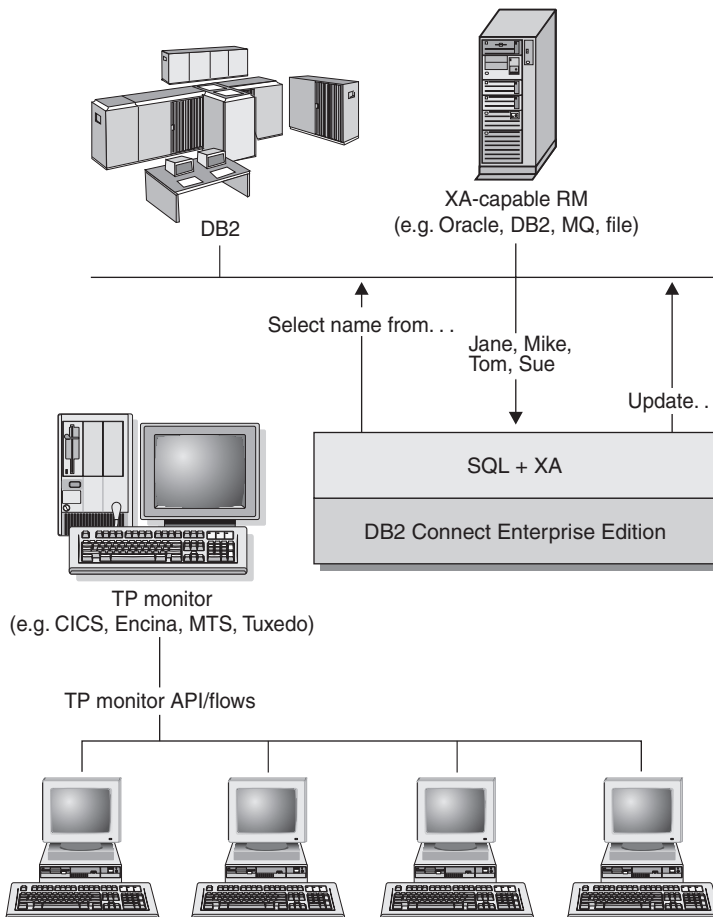 DB2
XA-capable RM
(e.g. Oracle, DB2, MQ, file)
Select name from. . .
Jane, Mike,
Tom, Sue
Update. .
SQL + XA
DB2 Connect Enterprise Edition
TP monitor
(e.g. CICS, Encina, MTS, Tuxedo)
TP monitor API/flows